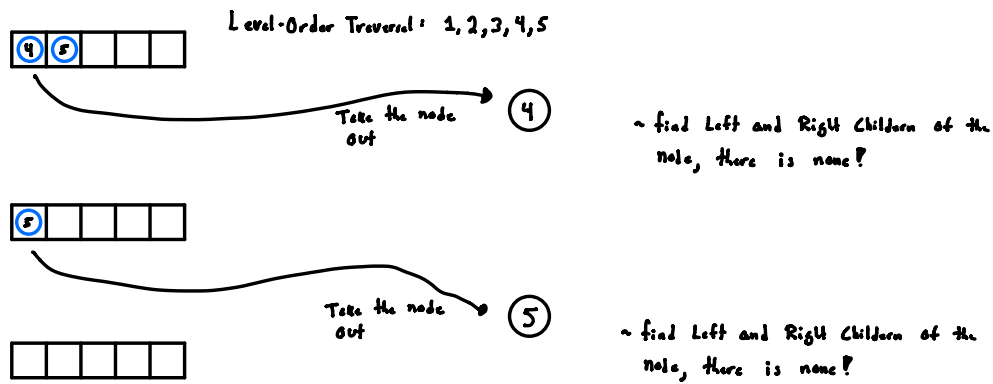 Level-Order Traversal: 1, 2, 3, 4, 5
4 5
Take the node
out
4
~ find Left and Right Childern of the
node, there is none!
5
Take the node
out
5
~ find Left and Right Childern of the
node, there is none!